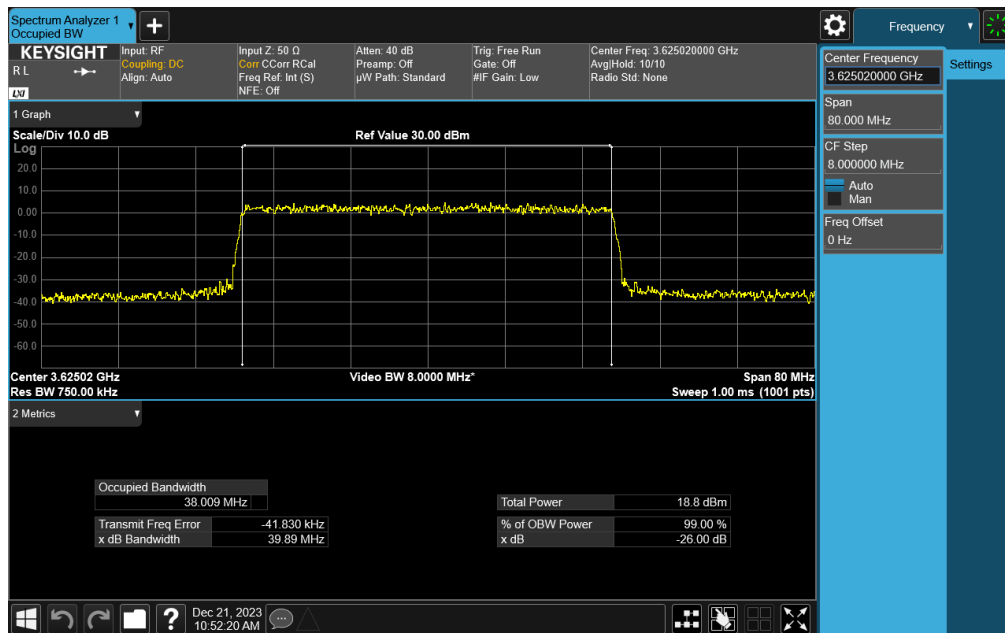 Spectrum Analyzer 1
Occupied BW
Frequency
KEYSIGHT
R L
LXI
Input: RF
Coupling: DC
Align: Auto
Input Z: 50 Ω
Corr CCorr RCal
Freq Ref: Int (S)
NFE: Off
Atten: 40 dB
Preamp: Off
µW Path: Standard
Trig: Free Run
Gate: Off
#IF Gain: Low
Center Freq: 3.625020000 GHz
Avg|Hold: 10/10
Radio Std: None
Center Frequency
3.625020000 GHz
Settings
Span
80.000 MHz
CF Step
8.000000 MHz
Auto
Man
Freq Offset
0 Hz
1 Graph
Scale/Div 10.0 dB
Ref Value 30.00 dBm
Log
20.0
10.0
0.00
-10.0
-20.0
-30.0
-40.0
-50.0
-60.0
Center 3.62502 GHz
Video BW 8.0000 MHz*
Span 80 MHz
Res BW 750.00 kHz
Sweep 1.00 ms (1001 pts)
2 Metrics
Occupied Bandwidth
38.009 MHz
Total Power 18.8 dBm
Transmit Freq Error -41.830 kHz
% of OBW Power 99.00 %
x dB Bandwidth 39.89 MHz
x dB -26.00 dB
?
Dec 21, 2023
10:52:20 AM